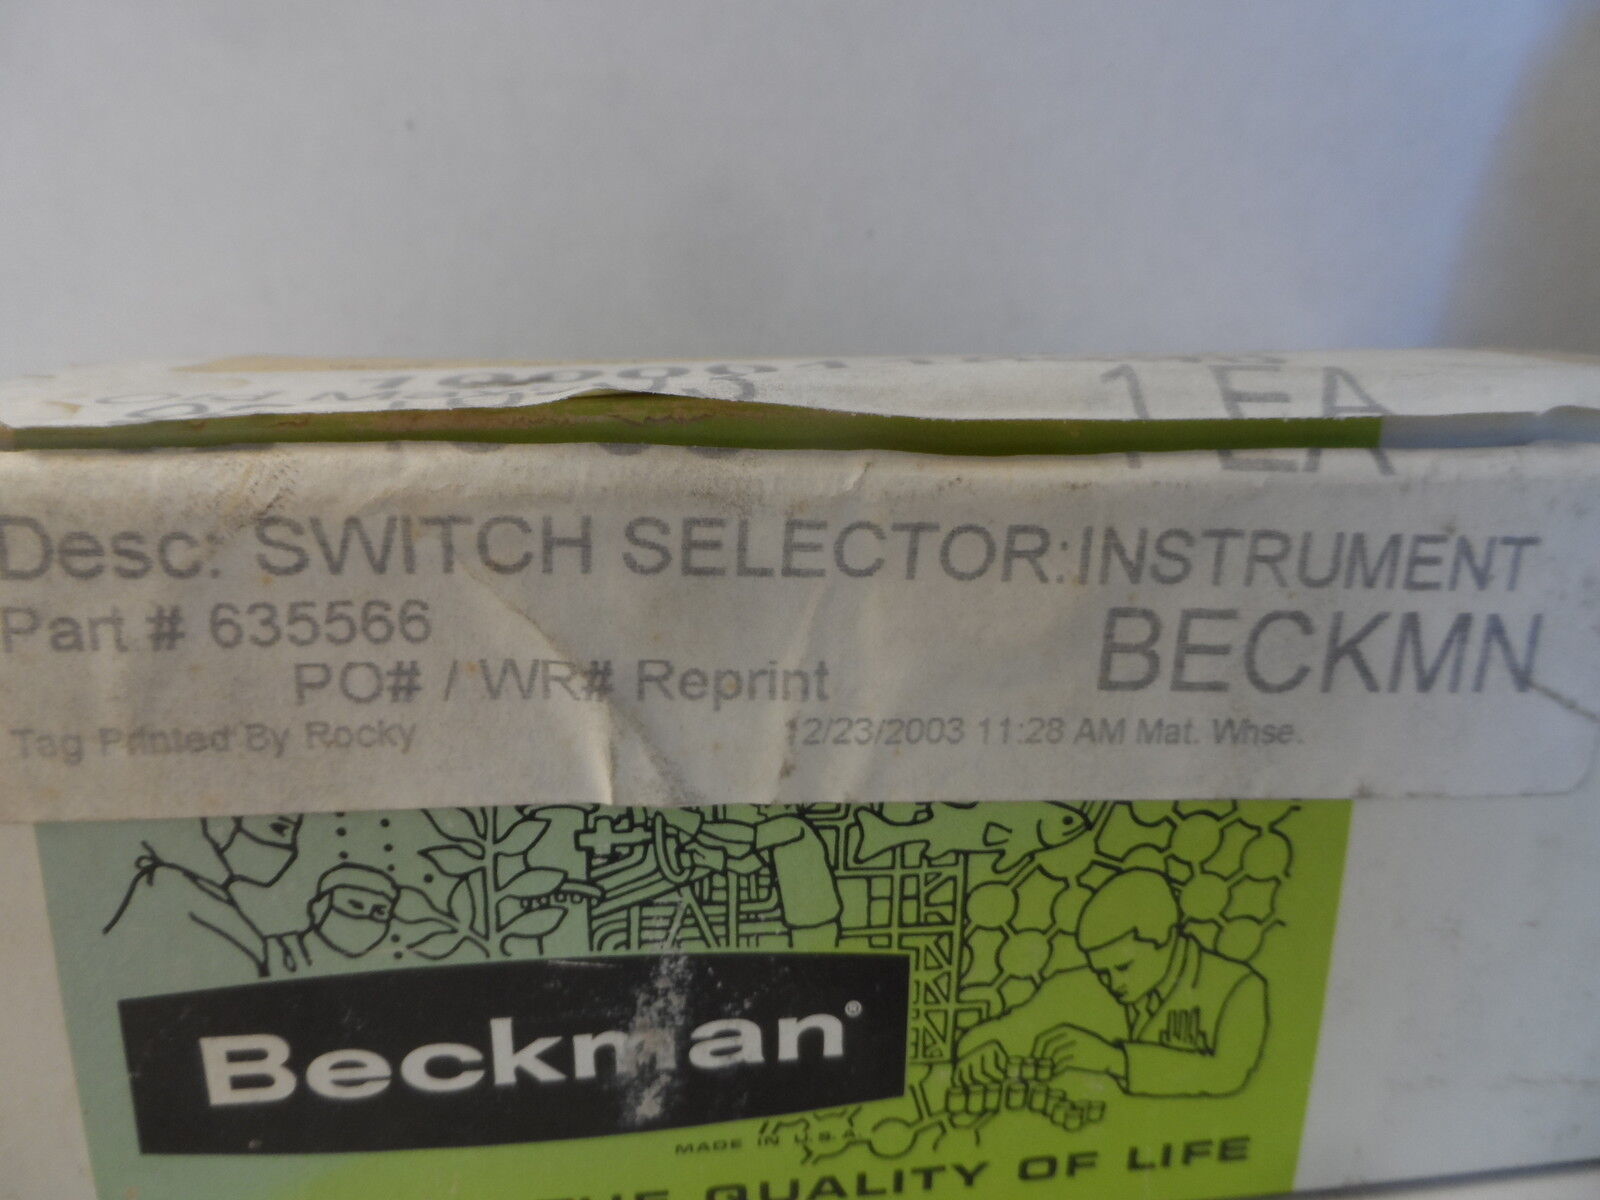 1 EA
Desc: SWITCH SELECTOR:INSTRUMENT
Part # 635566
BECKMN
PO# / WR# Reprint
Tag Printed By Rocky 12/23/2003 11:28 AM Mat. Whse.
Beckman®
MADE IN U.S.A.
THE QUALITY OF LIFE